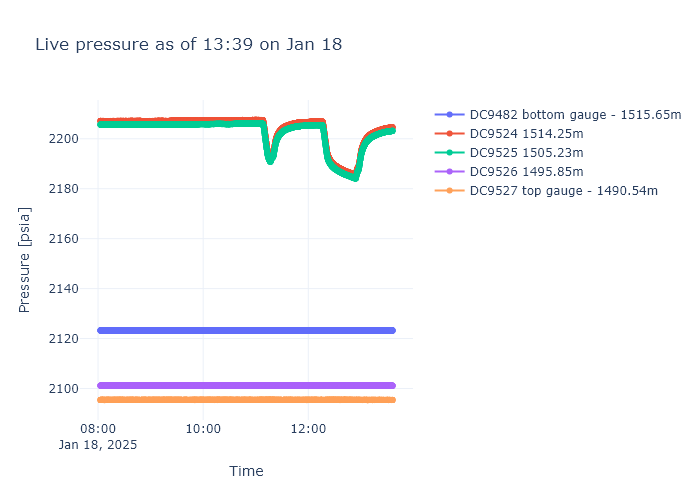 Live pressure as of 13:39 on Jan 18
DC9482 bottom gauge - 1515.65m
DC9524 1514.25m
DC9525 1505.23m
DC9526 1495.85m
DC9527 top gauge - 1490.54m
Pressure [psia]
2200
2180
2160
2140
2120
2100
08:00
Jan 18, 2025
10:00
12:00
Time